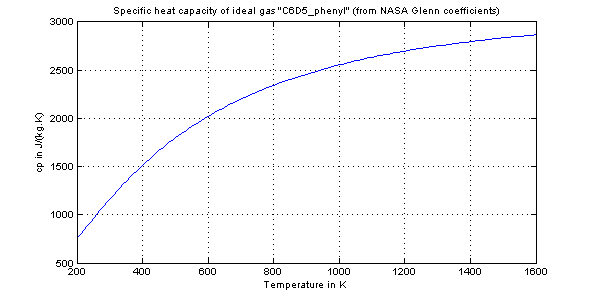 Specific heat capacity of ideal gas "C6D5_phenyl" (from NASA Glenn coefficients)
3000
2500
2000
1500
1000
500
cp in J/(kg.K)
200 400 600 800 1000 1200 1400 1600
Temperature in K